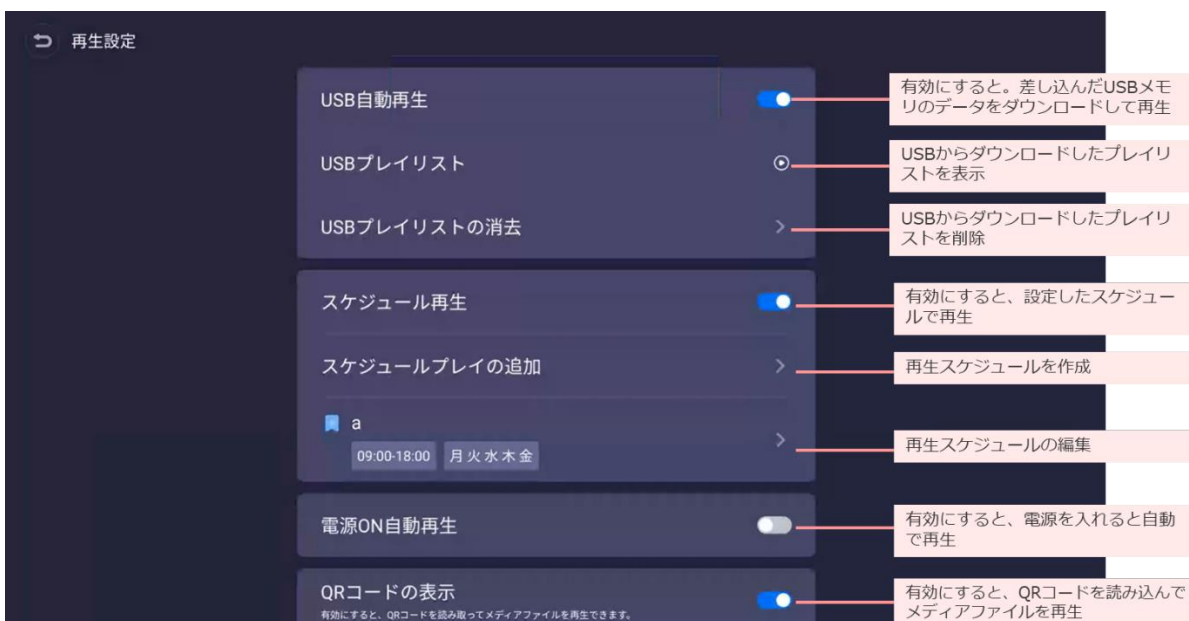 再生設定
USB自動再生
有効にすると。差し込んだUSBメモ
リのデータをダウンロードして再生
USBプレイリスト
USBからダウンロードしたプレイリ
ストを表示
USBプレイリストの消去
USBからダウンロードしたプレイリ
ストを削除
スケジュール再生
有効にすると、設定したスケジュー
ルで再生
スケジュールプレイの追加
再生スケジュールを作成
a
09:00-18:00 月 火 水 木 金
再生スケジュールの編集
電源ON自動再生
有効にすると、電源を入れると自動
で再生
QRコードの表示
有効にすると、QRコードを読み取ってメディアファイルを再生できます。
有効にすると、QRコードを読み込んで
メディアファイルを再生